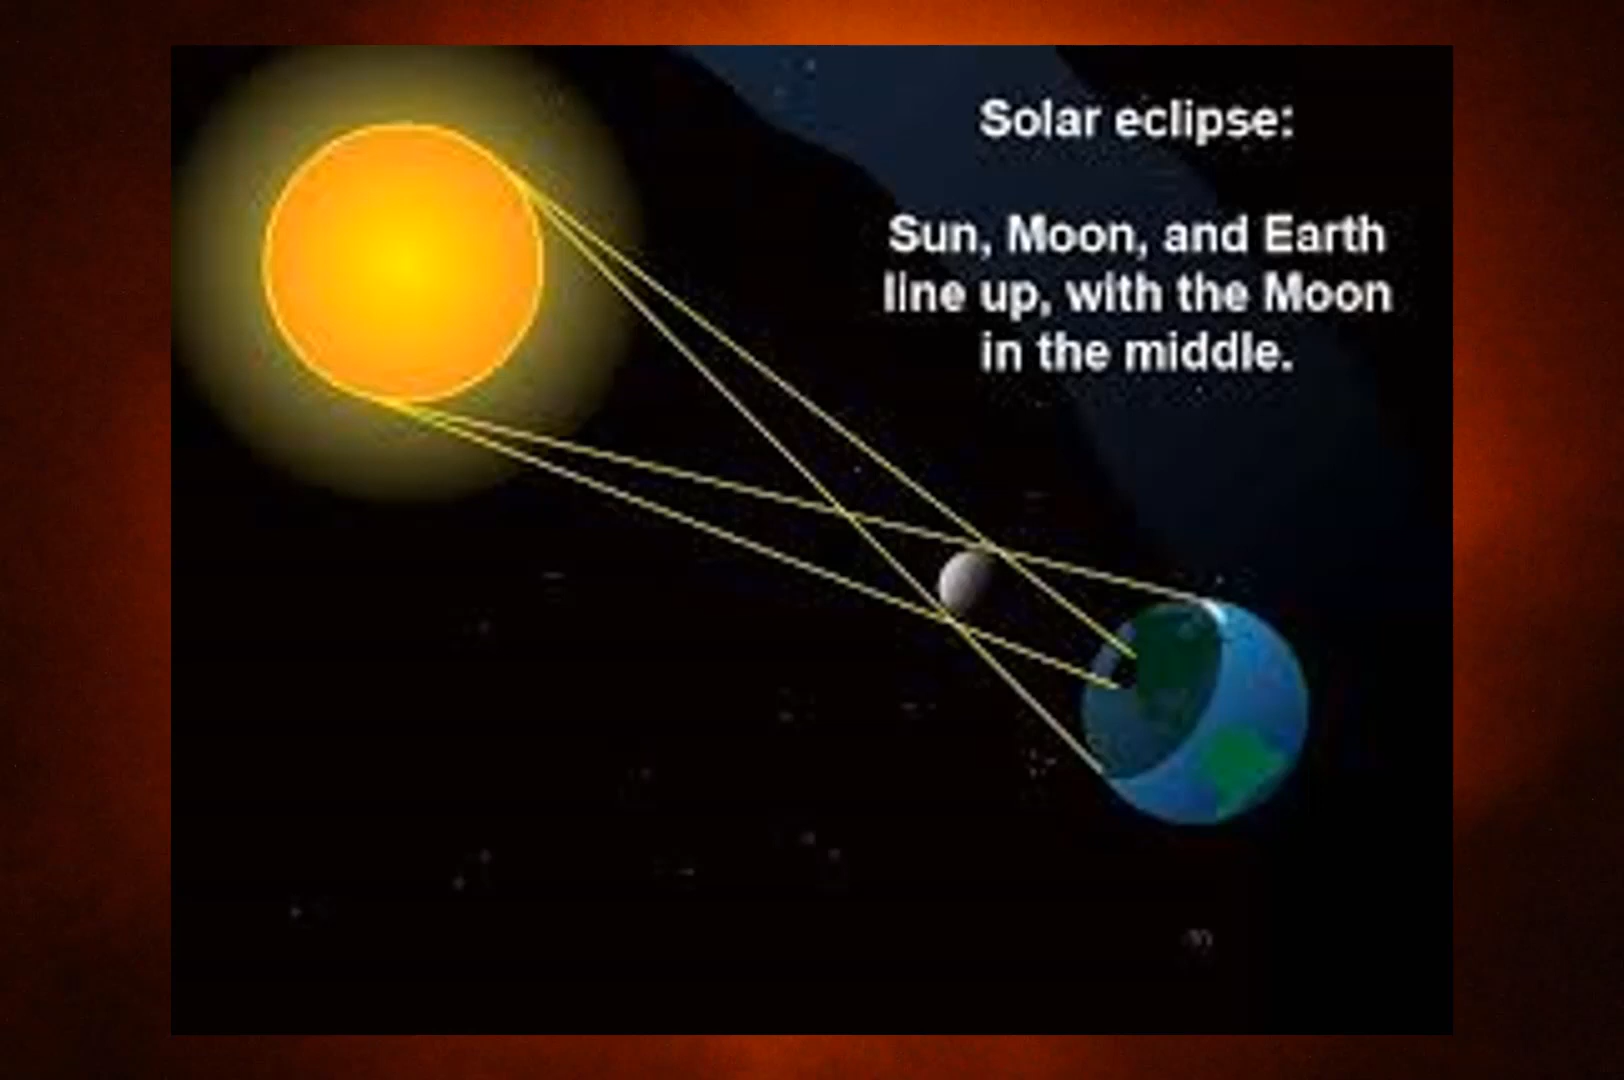 Solar eclipse:
Sun, Moon, and Earth
line up, with the Moon
in the middle.